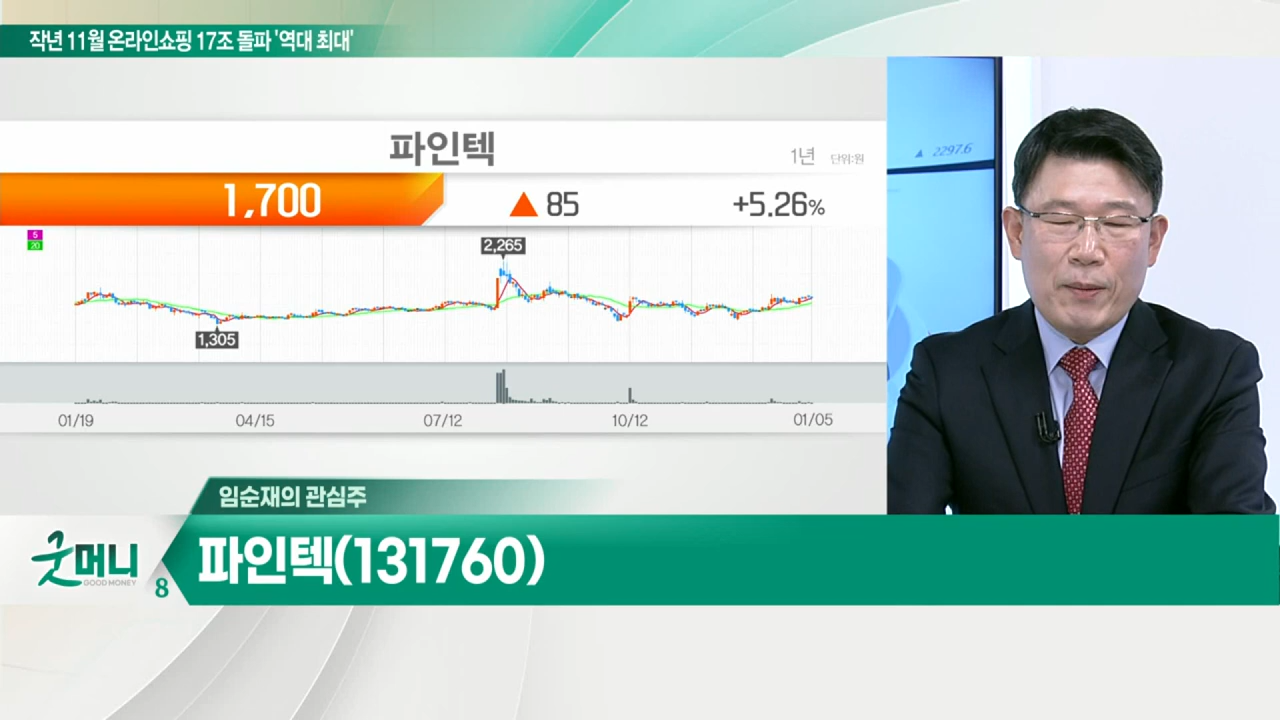 작년 11월 온라인쇼핑 17조 돌파 '역대 최대'
파인텍
1년 단위:원
1,700 ▲ 85 +5.26%
5
20
2,265
1,305
01/19 04/15 07/12 10/12 01/05
▲ 2297.6
임순재의 관심주
파인텍(131760)
굿머니
GOOD MONEY
8